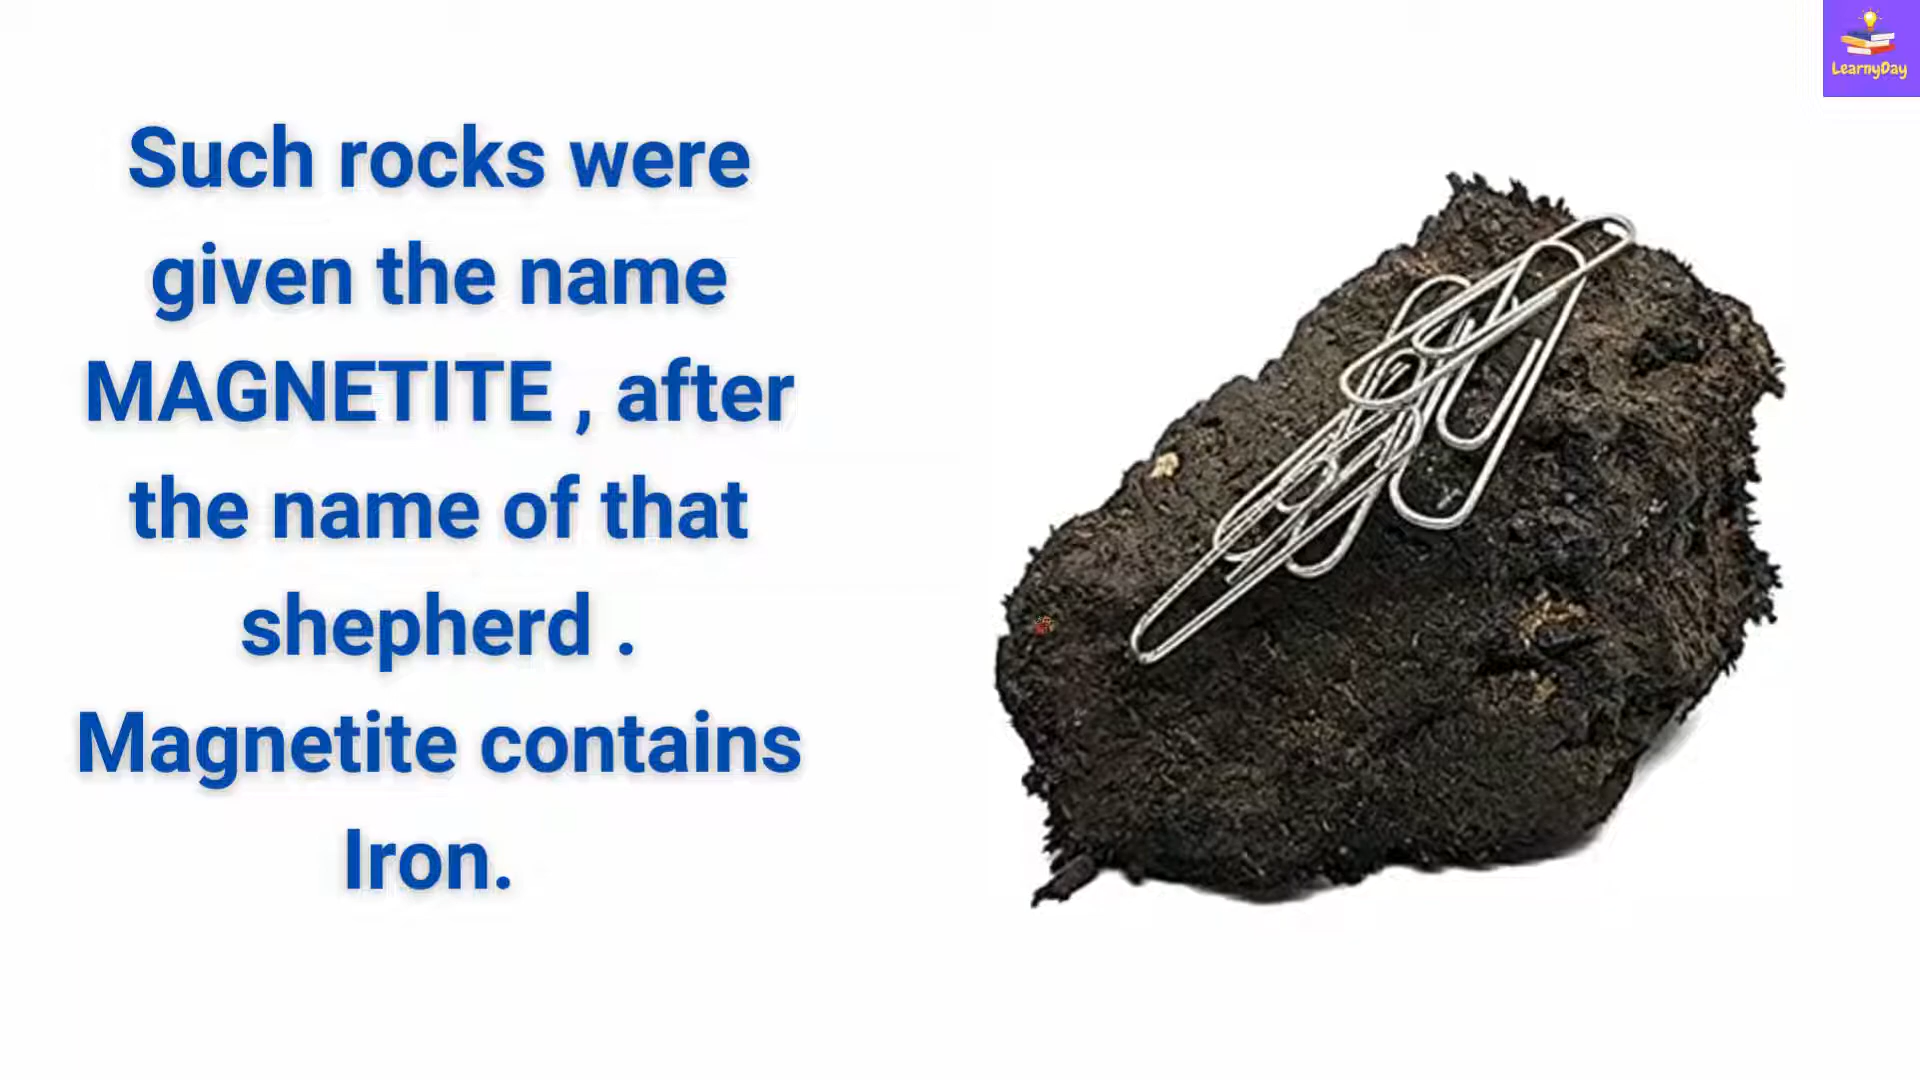 LearnyDay
Such rocks were
given the name
MAGNETITE , after
the name of that
shepherd .
Magnetite contains
Iron.